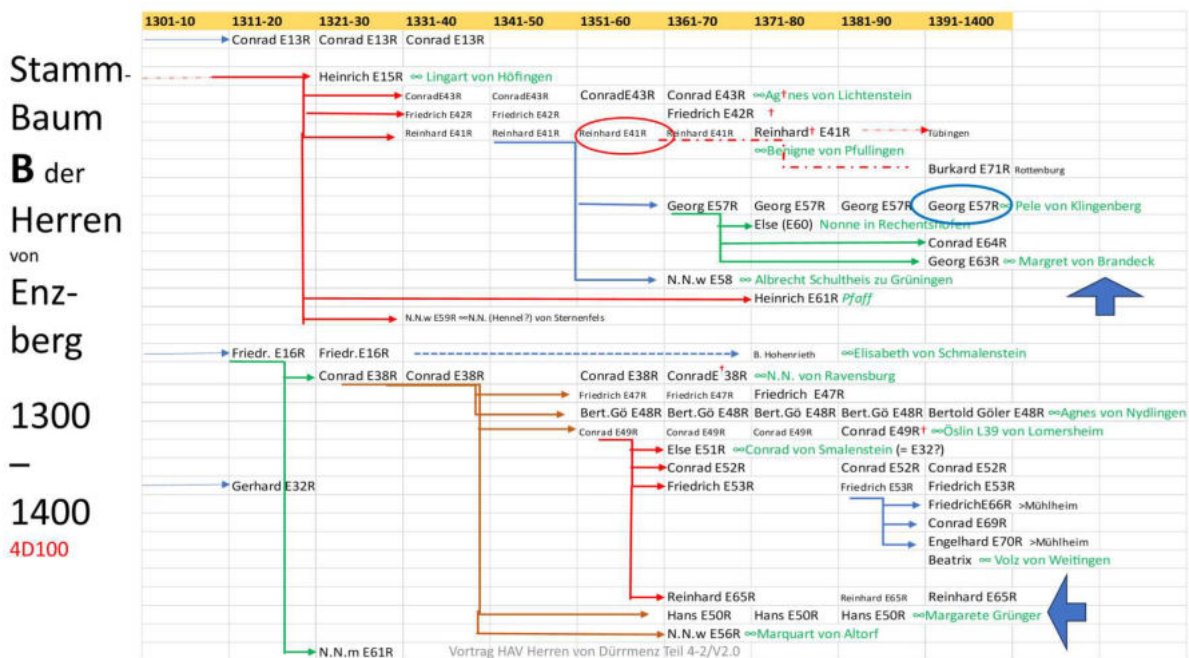 Stamm-
Baum
B der
Herren
von
Enz-
berg
1300
–
1400
4D100
1301-10 1311-20 1321-30 1331-40 1341-50 1351-60 1361-70 1371-80 1381-90 1391-1400
Conrad E13R Conrad E13R Conrad E13R
Heinrich E15R ∞ Lingart von Höfingen
ConradE43R ConradE43R ConradE43R Conrad E43R ∞Ag†nes von Lichtenstein
Friedrich E42R Friedrich E42R Friedrich E42R †
Reinhard E41R Reinhard E41R Reinhard E41R Reinhard E41R Reinhard† E41R Tübingen
∞Benigne von Pfullingen
Burkard E71R Rottenburg
Georg E57R Georg E57R Georg E57R Georg E57R∞ Pele von Klingenberg
Else (E60) Nonne in Rechentshofen
Conrad E64R
Georg E63R ∞ Margret von Brandeck
N.N.w E58 ∞ Albrecht Schultheis zu Grüningen
Heinrich E61R Pfaff
N.N.w E59R ∞N.N. (Hennel?) von Sternenfels
Friedr. E16R Friedr.E16R B. Hohenrieth ∞Elisabeth von Schmalenstein
Conrad E38R Conrad E38R Conrad E38R ConradE†38R ∞N.N. von Ravensburg
Friedrich E47R Friedrich E47R Friedrich E47R
Bert.Gö E48R Bert.Gö E48R Bert.Gö E48R Bert.Gö E48R Bertold Göler E48R ∞Agnes von Nydlingen
Conrad E49R Conrad E49R Conrad E49R Conrad E49R† ∞Öslin L39 von Lomersheim
Else E51R ∞Conrad von Smalenstein (= E32?)
Conrad E52R Conrad E52R Conrad E52R
Gerhard E32R Friedrich E53R Friedrich E53R Friedrich E53R
FriedrichE66R >Mühlheim
Conrad E69R
Engelhard E70R >Mühlheim
Beatrix ∞ Volz von Weitingen
Reinhard E65R Reinhard E65R Reinhard E65R
Hans E50R Hans E50R Hans E50R ∞Margarete Grünger
N.N.w E56R ∞Marquart von Altorf
N.N.m E61R Vortrag HAV Herren von Dürrmenz Teil 4-2/V2.0